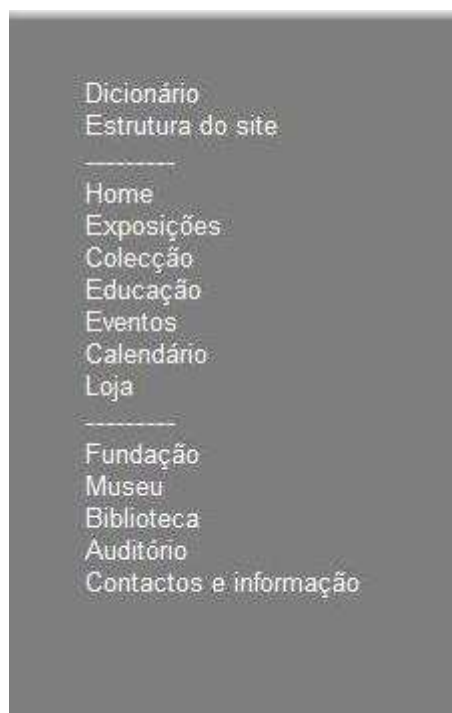 Dicionário
Estrutura do site
---------
Home
Exposições
Colecção
Educação
Eventos
Calendário
Loja
---------
Fundação
Museu
Biblioteca
Auditório
Contactos e informação